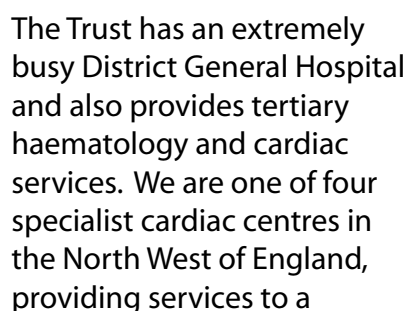 The Trust has an extremely
busy District General Hospital
and also provides tertiary
haematology and cardiac
services. We are one of four
specialist cardiac centres in
the North West of England,
providing services to a